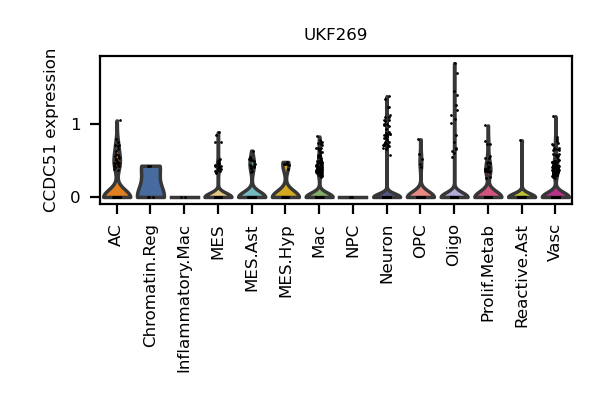 UKF269
CCDC51 expression
1
0
AC
Chromatin.Reg
Inflammatory.Mac
MES
MES.Ast
MES.Hyp
Mac
NPC
Neuron
OPC
Oligo
Prolif.Metab
Reactive.Ast
Vasc